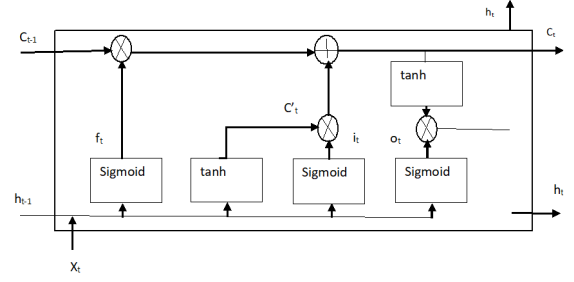 hₜ
Cₜ₋₁
Cₜ
tanh
C'ₜ
fₜ
iₜ
oₜ
Sigmoid
tanh
Sigmoid
Sigmoid
hₜ₋₁
hₜ
Xₜ